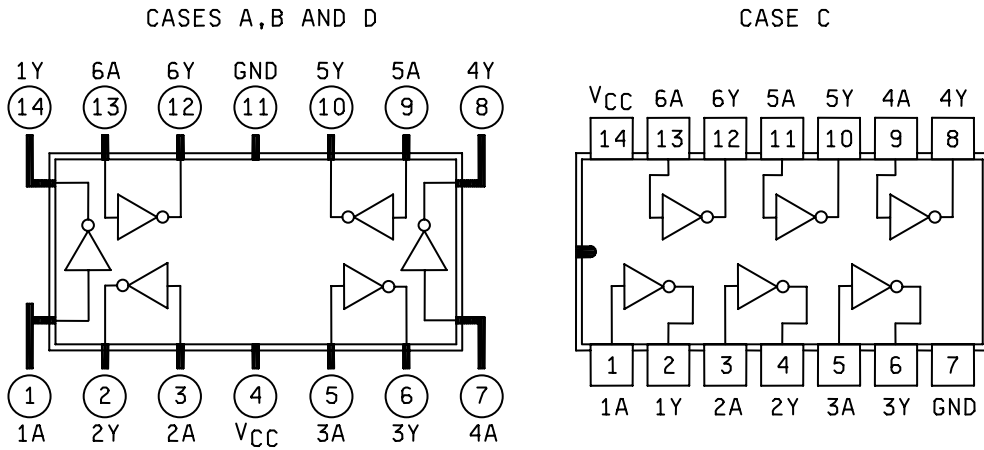 CASES A,B AND D
1Y 6A 6Y GND 5Y 5A 4Y
14 13 12 11 10 9 8
1 2 3 4 5 6 7
1A 2Y 2A VCC 3A 3Y 4A
CASE C
VCC 6A 6Y 5A 5Y 4A 4Y
14 13 12 11 10 9 8
1 2 3 4 5 6 7
1A 1Y 2A 2Y 3A 3Y GND